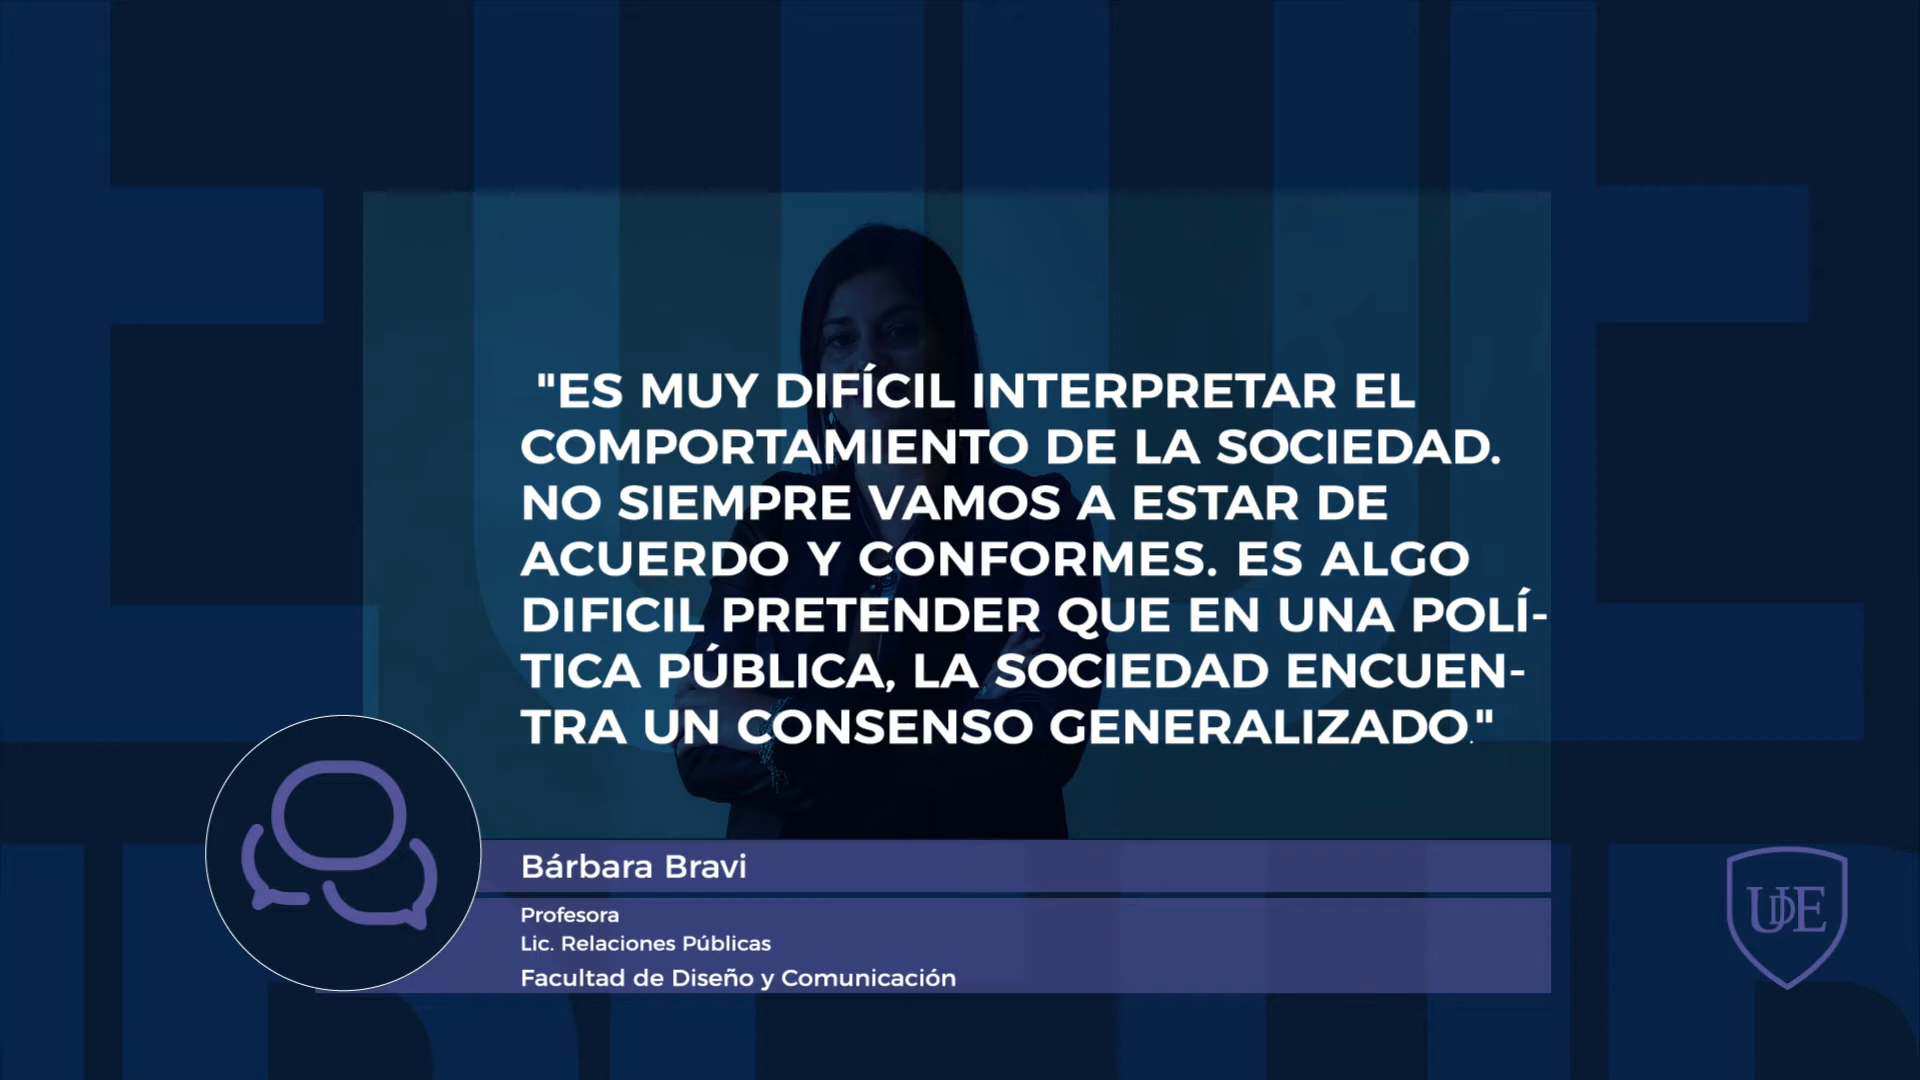 "ES MUY DIFÍCIL INTERPRETAR EL
COMPORTAMIENTO DE LA SOCIEDAD.
NO SIEMPRE VAMOS A ESTAR DE
ACUERDO Y CONFORMES. ES ALGO
DIFICIL PRETENDER QUE EN UNA POLÍ-
TICA PÚBLICA, LA SOCIEDAD ENCUEN-
TRA UN CONSENSO GENERALIZADO."
Bárbara Bravi
Profesora
Lic. Relaciones Públicas
Facultad de Diseño y Comunicación
UDE